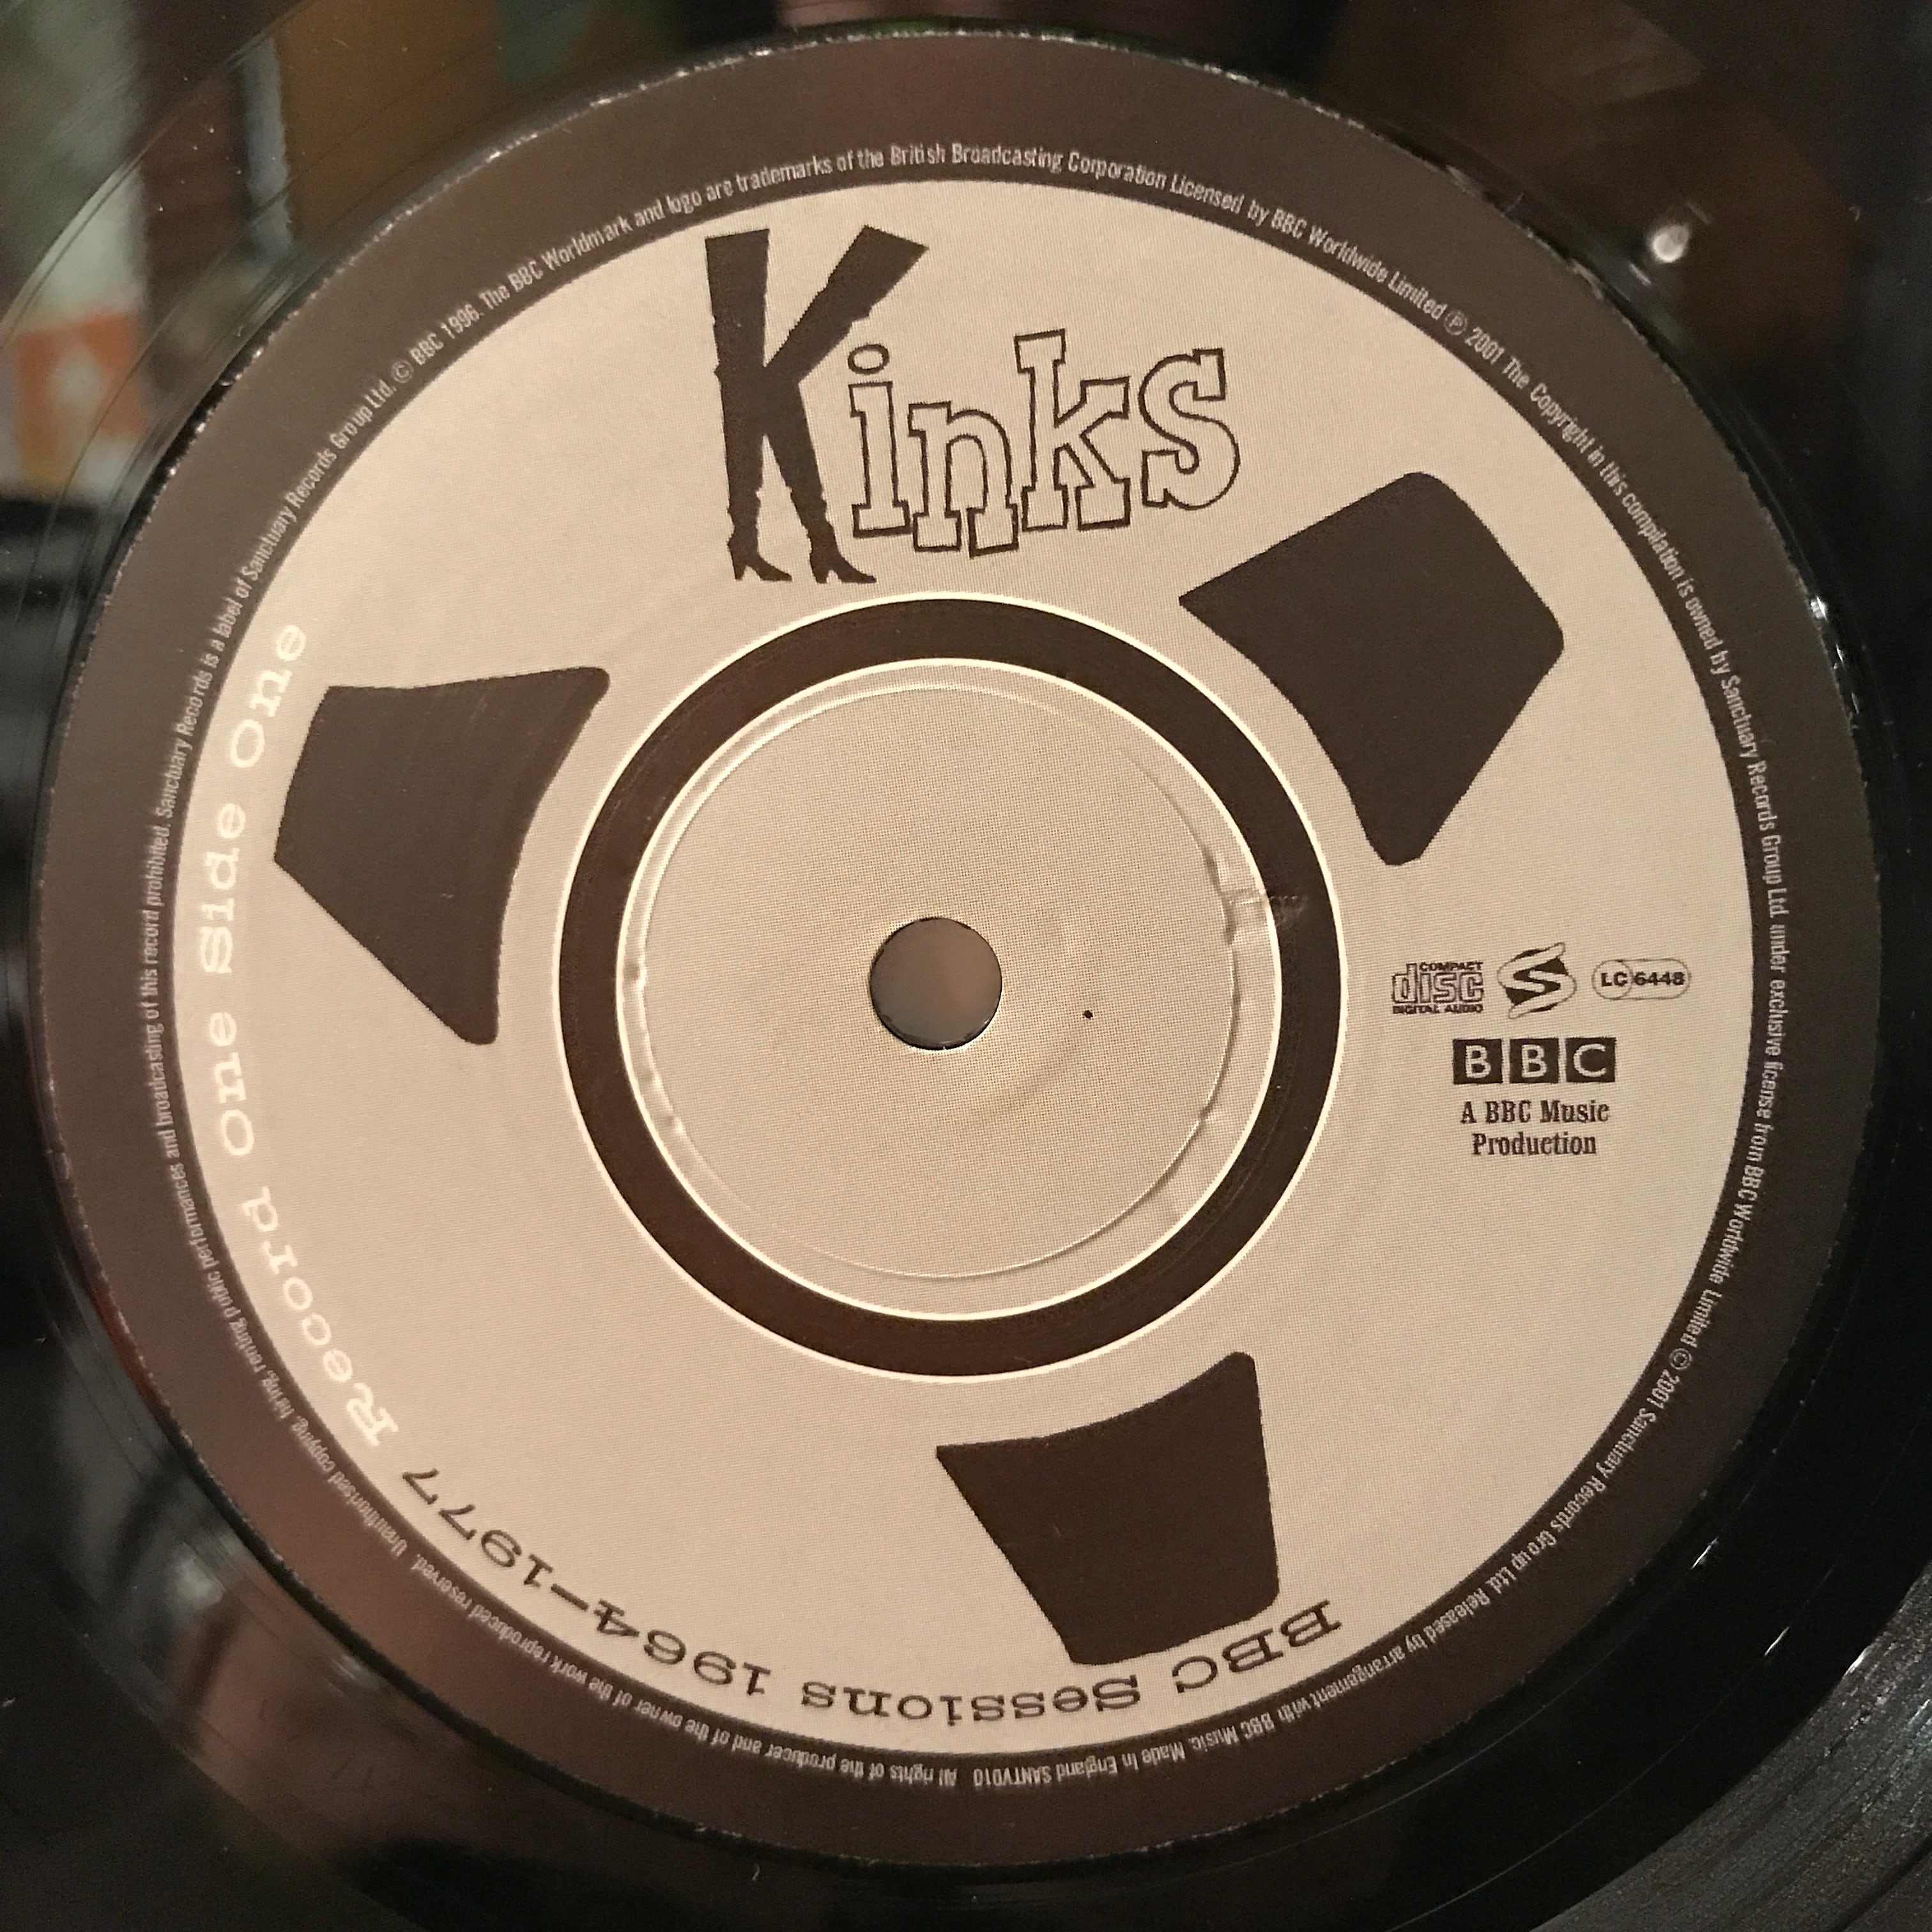 Kinks
COMPACT
disc
DIGITAL AUDIO
S
LC 6448
BBC
A BBC Music
Production
BBC Sessions 1964-1977
Record one Side one
All rights of the producer and of the owner of the work reproduced reserved. Unauthorised copying, hiring, renting public performances and broadcasting of this record prohibited. Sanctuary Records is a label of Sanctuary Records Group Ltd. © BBC 1996. The BBC Worldmark and logo are trademarks of the British Broadcasting Corporation Licensed by BBC Worldwide Limited ℗ 2001 The Copyright in this compilation is owned by Sanctuary Records Group Ltd. under exclusive license from BBC Worldwide Limited © 2001 Sanctuary Records Group Ltd. Released by arrangement with BBC Music. Made In England SANTV010